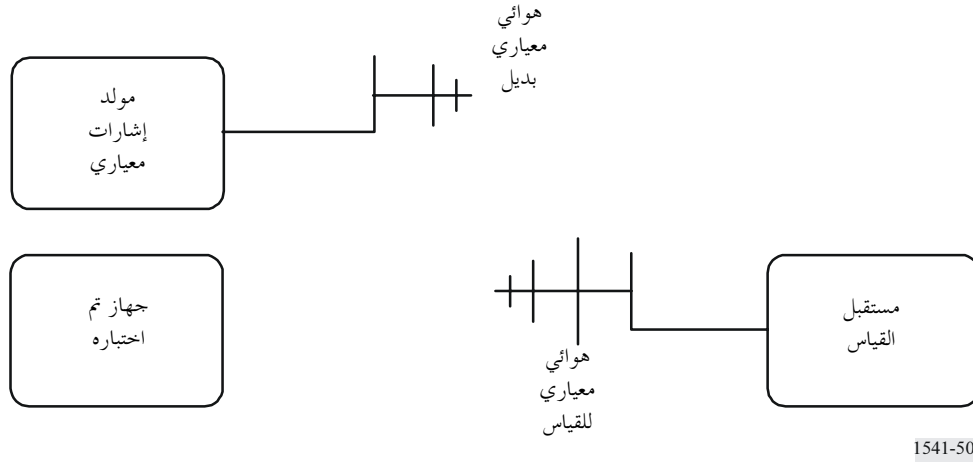 هوائي
معياري
بديل
مولد
إشارات
معياري
جهاز تم
اختباره
مستقبل
القياس
هوائي
معياري
للقياس
1541-50